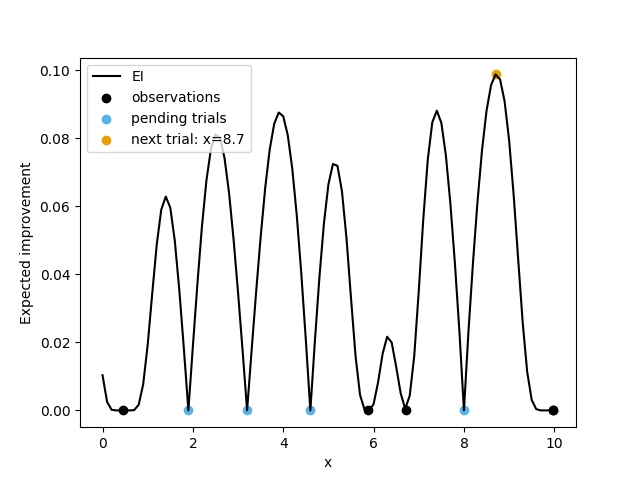 EI
observations
pending trials
next trial: x=8.7
0.10
0.08
0.06
0.04
0.02
0.00
Expected improvement
0 2 4 6 8 10
x